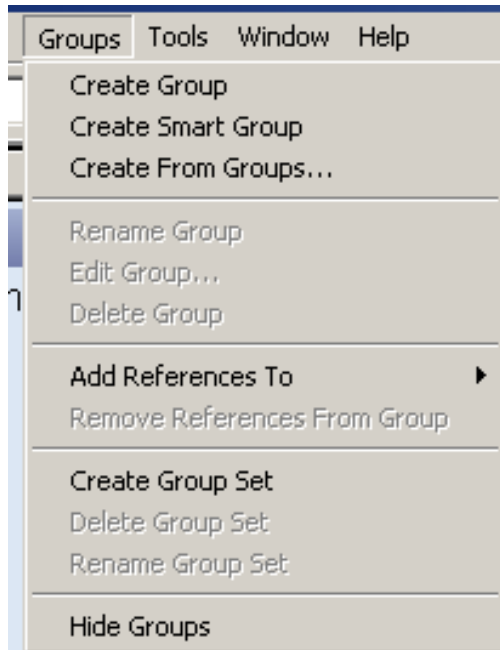 Groups Tools Window Help
Create Group
Create Smart Group
Create From Groups...
Rename Group
Edit Group...
Delete Group
Add References To
Remove References From Group
Create Group Set
Delete Group Set
Rename Group Set
Hide Groups